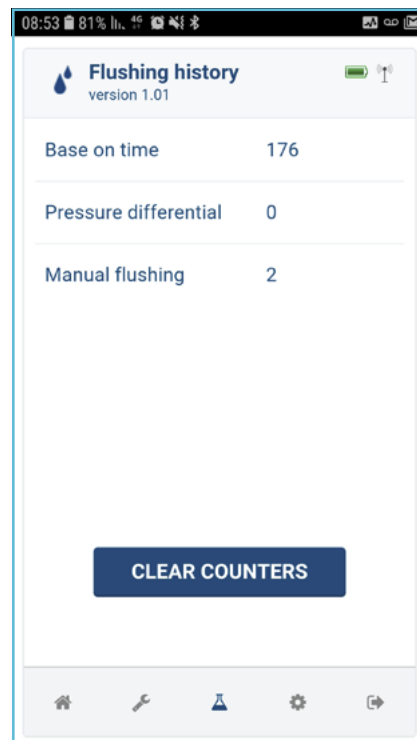 08:53 81% 4G
Flushing history
version 1.01
Base on time 176
Pressure differential 0
Manual flushing 2
CLEAR COUNTERS